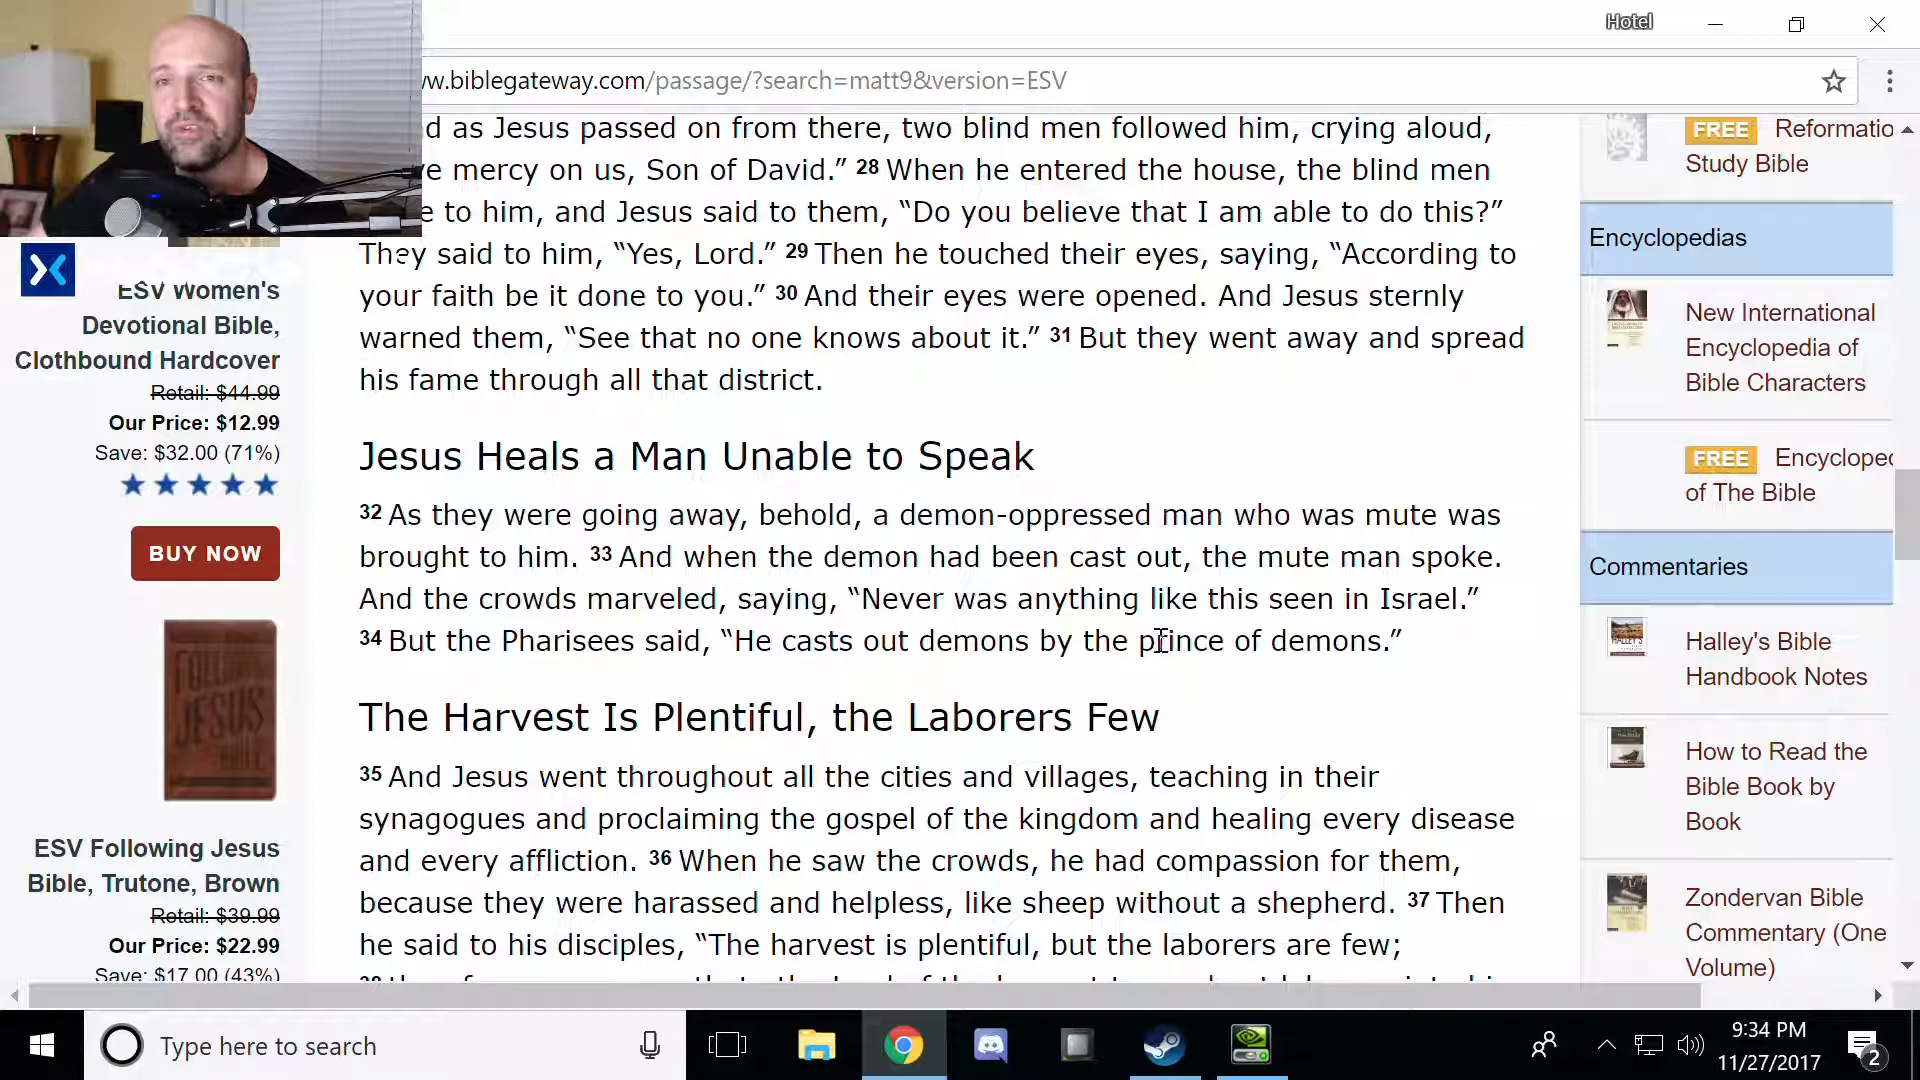 Hotel
ww.biblegateway.com/passage/?search=matt9&version=ESV
d as Jesus passed on from there, two blind men followed him, crying aloud,
e mercy on us, Son of David.” 28 When he entered the house, the blind men
e to him, and Jesus said to them, “Do you believe that I am able to do this?”
They said to him, “Yes, Lord.” 29 Then he touched their eyes, saying, “According to
your faith be it done to you.” 30 And their eyes were opened. And Jesus sternly
warned them, “See that no one knows about it.” 31 But they went away and spread
his fame through all that district.
Jesus Heals a Man Unable to Speak
32 As they were going away, behold, a demon-oppressed man who was mute was
brought to him. 33 And when the demon had been cast out, the mute man spoke.
And the crowds marveled, saying, “Never was anything like this seen in Israel.”
34 But the Pharisees said, “He casts out demons by the prince of demons.”
The Harvest Is Plentiful, the Laborers Few
35 And Jesus went throughout all the cities and villages, teaching in their
synagogues and proclaiming the gospel of the kingdom and healing every disease
and every affliction. 36 When he saw the crowds, he had compassion for them,
because they were harassed and helpless, like sheep without a shepherd. 37 Then
he said to his disciples, “The harvest is plentiful, but the laborers are few;
ESV Women's
Devotional Bible,
Clothbound Hardcover
Retail: $44.99
Our Price: $12.99
Save: $32.00 (71%)
BUY NOW
FOLLOWING
JESUS
BIBLE
ESV Following Jesus
Bible, Trutone, Brown
Retail: $39.99
Our Price: $22.99
Save: $17.00 (43%)
FREE Reformatio
Study Bible
Encyclopedias
New International
Encyclopedia of
Bible Characters
FREE Encycloped
of The Bible
Commentaries
Halley's Bible
Handbook Notes
How to Read the
Bible Book by
Book
Zondervan Bible
Commentary (One
Volume)
Type here to search
9:34 PM
11/27/2017
2